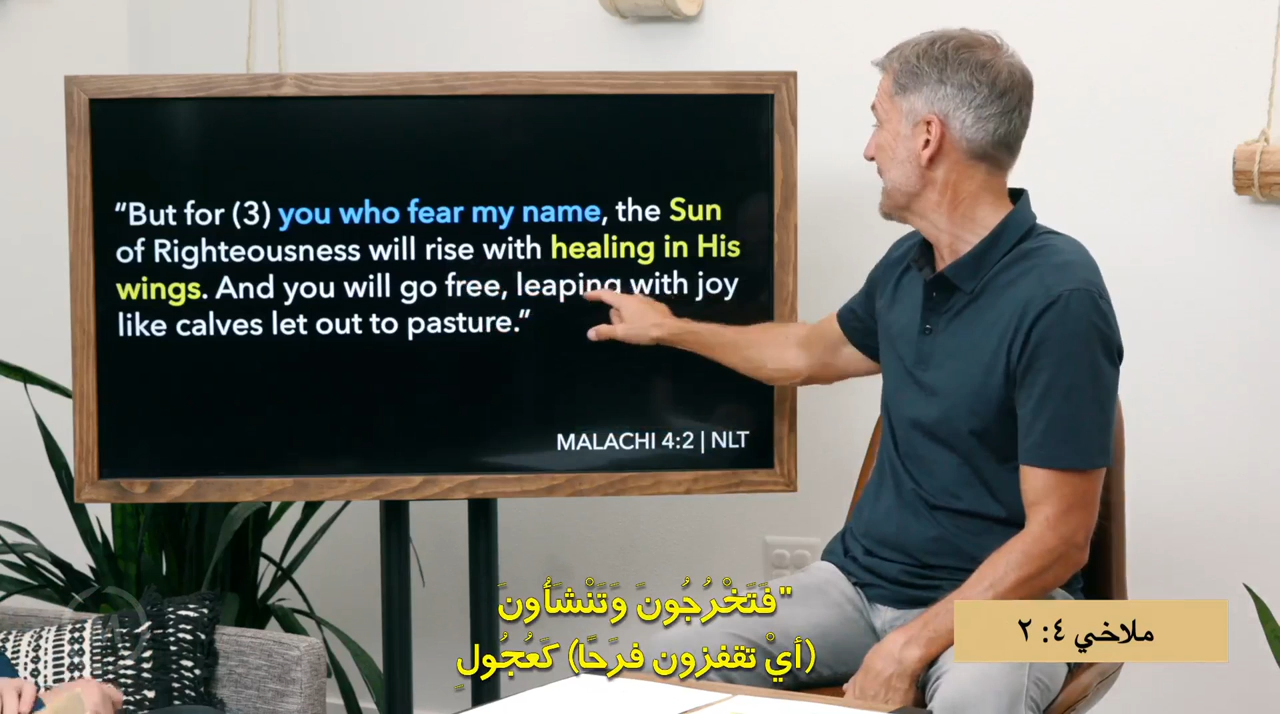 “But for (3) you who fear my name, the Sun
of Righteousness will rise with healing in His
wings. And you will go free, leaping with joy
like calves let out to pasture.”
MALACHI 4:2 | NLT
"فَتَخْرُجُونَ وَتَنْشَأُونَ
(أيْ تقفزون فرَحًا) كَعُجُولِ
ملاخي ٤: ٢